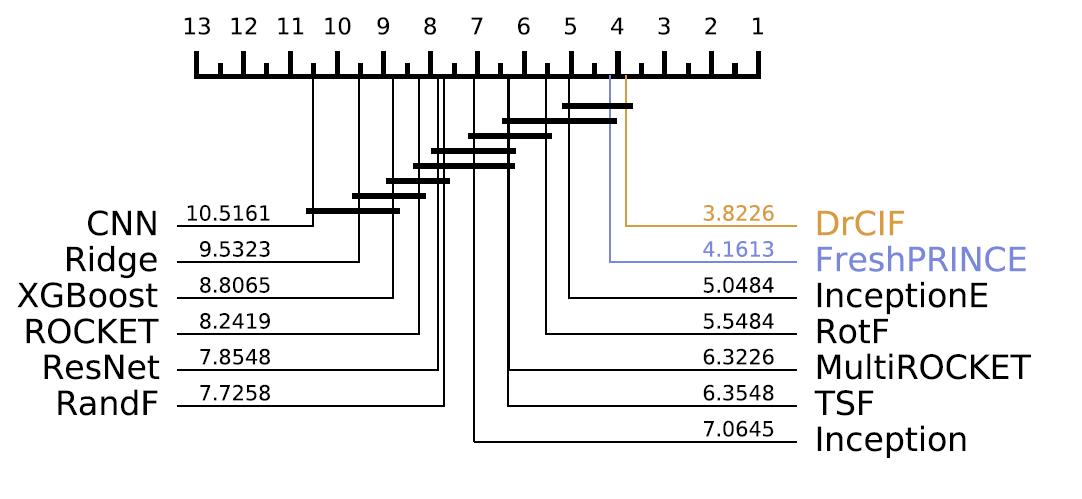 13 12 11 10 9 8 7 6 5 4 3 2 1
CNN 10.5161 3.8226 DrCIF
Ridge 9.5323 4.1613 FreshPRINCE
XGBoost 8.8065 5.0484 InceptionE
ROCKET 8.2419 5.5484 RotF
ResNet 7.8548 6.3226 MultiROCKET
RandF 7.7258 6.3548 TSF
7.0645 Inception